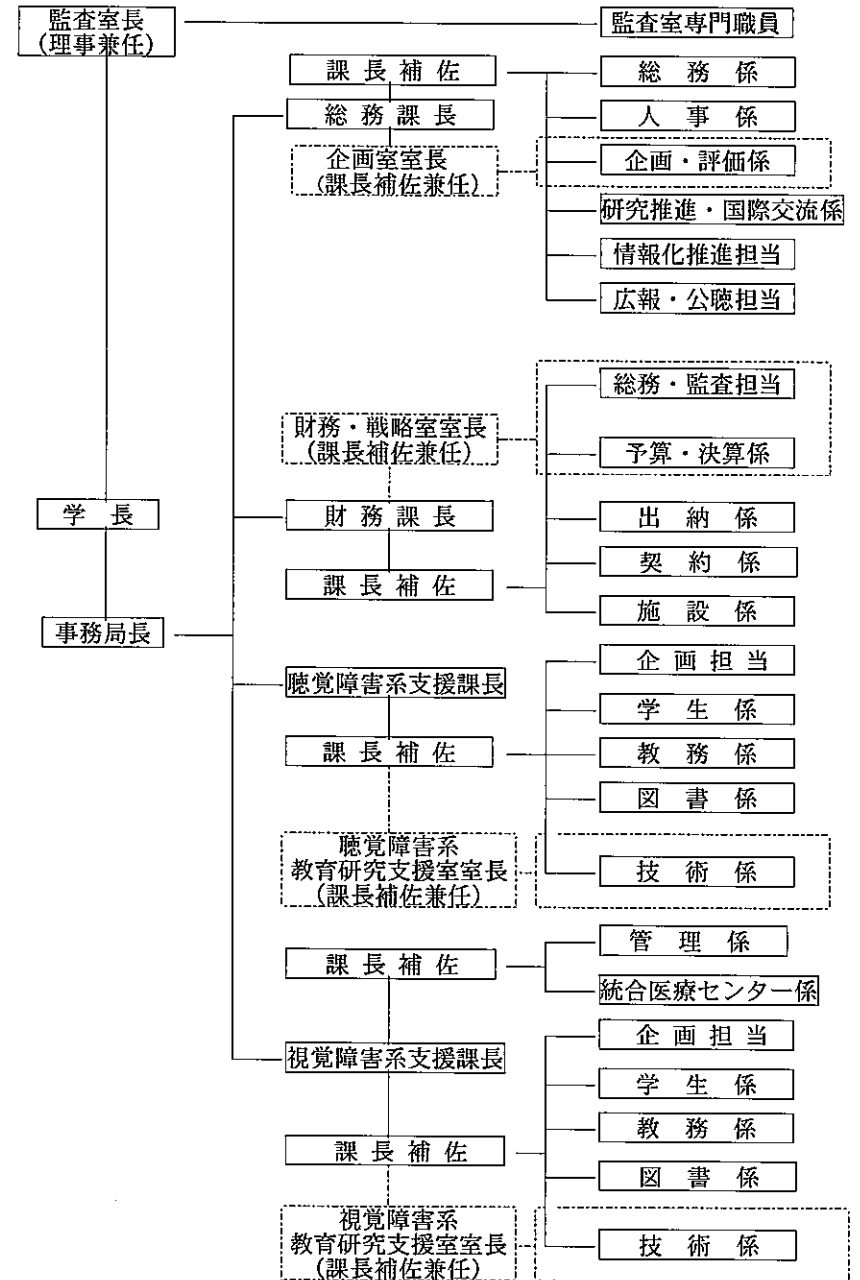 監査室長
(理事兼任)
監査室専門職員
課長補佐
総務係
総務課長
人事係
企画室室長
(課長補佐兼任)
企画・評価係
研究推進・国際交流係
情報化推進担当
広報・公聴担当
総務・監査担当
財務・戦略室室長
(課長補佐兼任)
予算・決算係
学長
財務課長
出納係
契約係
課長補佐
施設係
事務局長
企画担当
聴覚障害系支援課長
学生係
課長補佐
教務係
図書係
聴覚障害系
教育研究支援室室長
(課長補佐兼任)
技術係
管理係
課長補佐
統合医療センター係
企画担当
視覚障害系支援課長
学生係
教務係
課長補佐
図書係
視覚障害系
教育研究支援室室長
(課長補佐兼任)
技術係